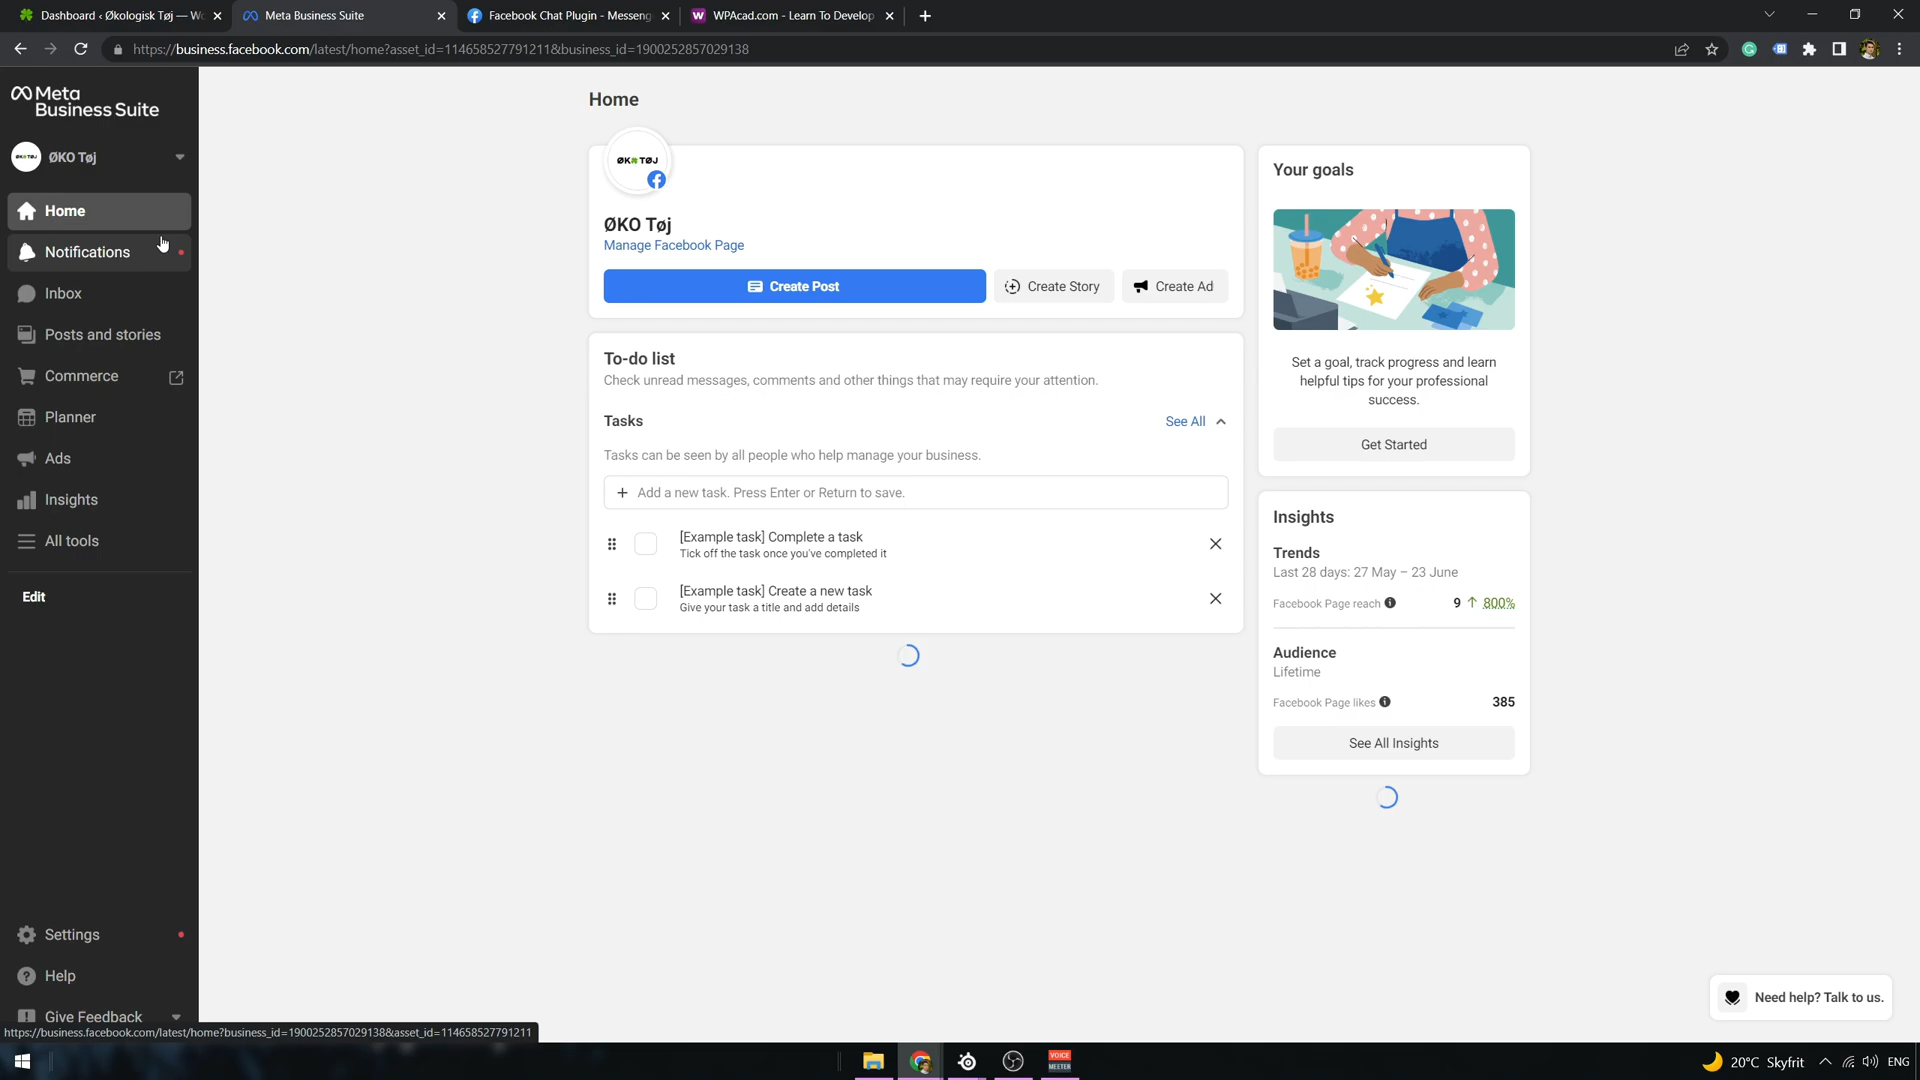 Dashboard ‹ Økologisk Tøj — Wo
Meta Business Suite
Facebook Chat Plugin - Messeng
WPAcad.com - Learn To Develop
https://business.facebook.com/latest/home?asset_id=114658527791211&business_id=1900252857029138
Meta
Business Suite
ØKO Tøj
Home
Notifications
Inbox
Posts and stories
Commerce
Planner
Ads
Insights
All tools
Edit
Settings
Help
Give Feedback
https://business.facebook.com/latest/home?business_id=1900252857029138&asset_id=114658527791211
Home
ØKO TØJ
ØKO Tøj
Manage Facebook Page
Create Post
Create Story
Create Ad
To-do list
Check unread messages, comments and other things that may require your attention.
Tasks
See All
Tasks can be seen by all people who help manage your business.
Add a new task. Press Enter or Return to save.
[Example task] Complete a task
Tick off the task once you've completed it
[Example task] Create a new task
Give your task a title and add details
Your goals
Set a goal, track progress and learn
helpful tips for your professional
success.
Get Started
Insights
Trends
Last 28 days: 27 May – 23 June
Facebook Page reach 9 ↑ 800%
Audience
Lifetime
Facebook Page likes 385
See All Insights
Need help? Talk to us.
VOICE
MEETER
20°C Skyfrit
ENG